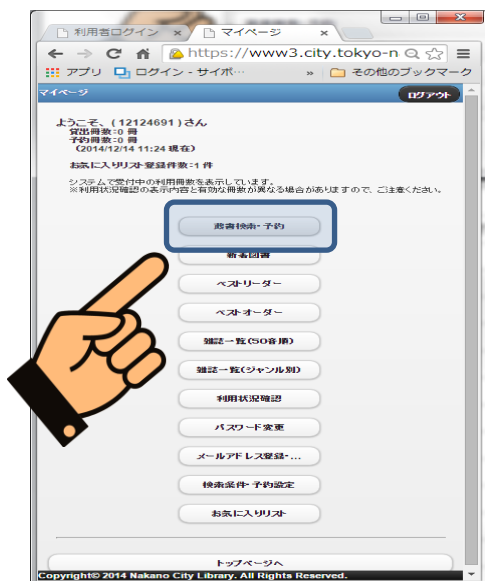 利用者ログイン
マイページ
https://www3.city.tokyo-n
アプリ
ログイン - サイボ…
»
その他のブックマーク
マイページ
ログアウト
ようこそ、(12124691)さん
貸出冊数:0 冊
予約冊数:0 冊
(2014/12/14 11:24 現在)
お気に入りリスト登録件数:1 件
システムで受付中の利用冊数を表示しています。
※利用状況確認の表示内容と有効な冊数が異なる場合がありますので、ご注意ください。
蔵書検索・予約
新着図書
ベストリーダー
ベストオーダー
雑誌一覧(50音順)
雑誌一覧(ジャンル別)
利用状況確認
パスワード変更
メールアドレス登録・...
検索条件・予約設定
お気に入りリスト
トップページへ
Copyright© 2014 Nakano City Library. All Rights Reserved.